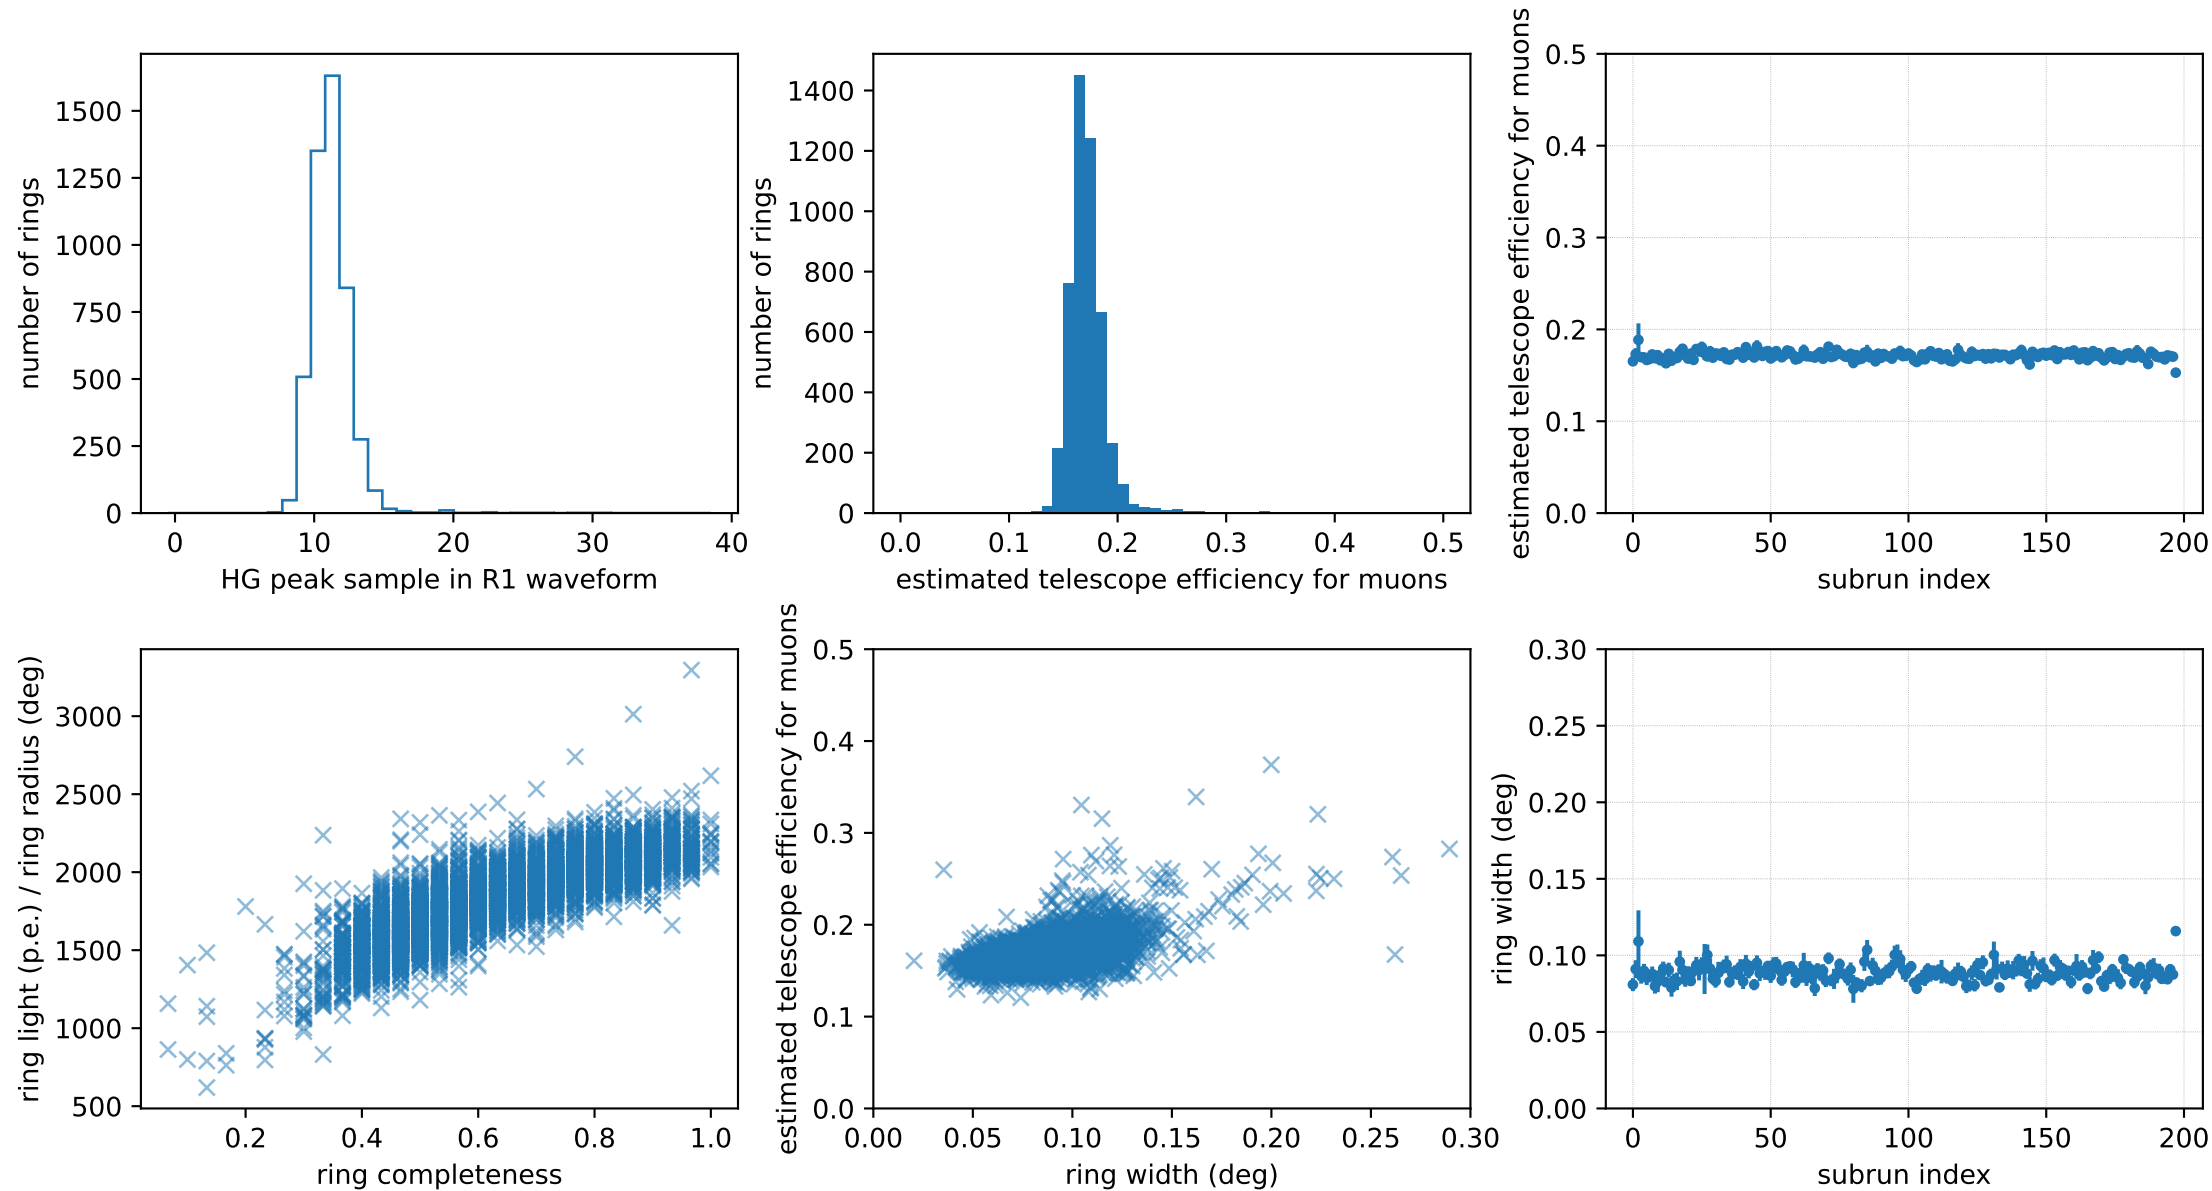 number of rings
1500
1250
1000
750
500
250
0
0 10 20 30 40
HG peak sample in R1 waveform
number of rings
1400
1200
1000
800
600
400
200
0
0.0 0.1 0.2 0.3 0.4 0.5
estimated telescope efficiency for muons
estimated telescope efficiency for muons
0.5
0.4
0.3
0.2
0.1
0.0
0 50 100 150 200
subrun index
ring light (p.e.) / ring radius (deg)
3000
2500
2000
1500
1000
500
0.2 0.4 0.6 0.8 1.0
ring completeness
estimated telescope efficiency for muons
0.5
0.4
0.3
0.2
0.1
0.0
0.00 0.05 0.10 0.15 0.20 0.25 0.30
ring width (deg)
ring width (deg)
0.30
0.25
0.20
0.15
0.10
0.05
0.00
0 50 100 150 200
subrun index